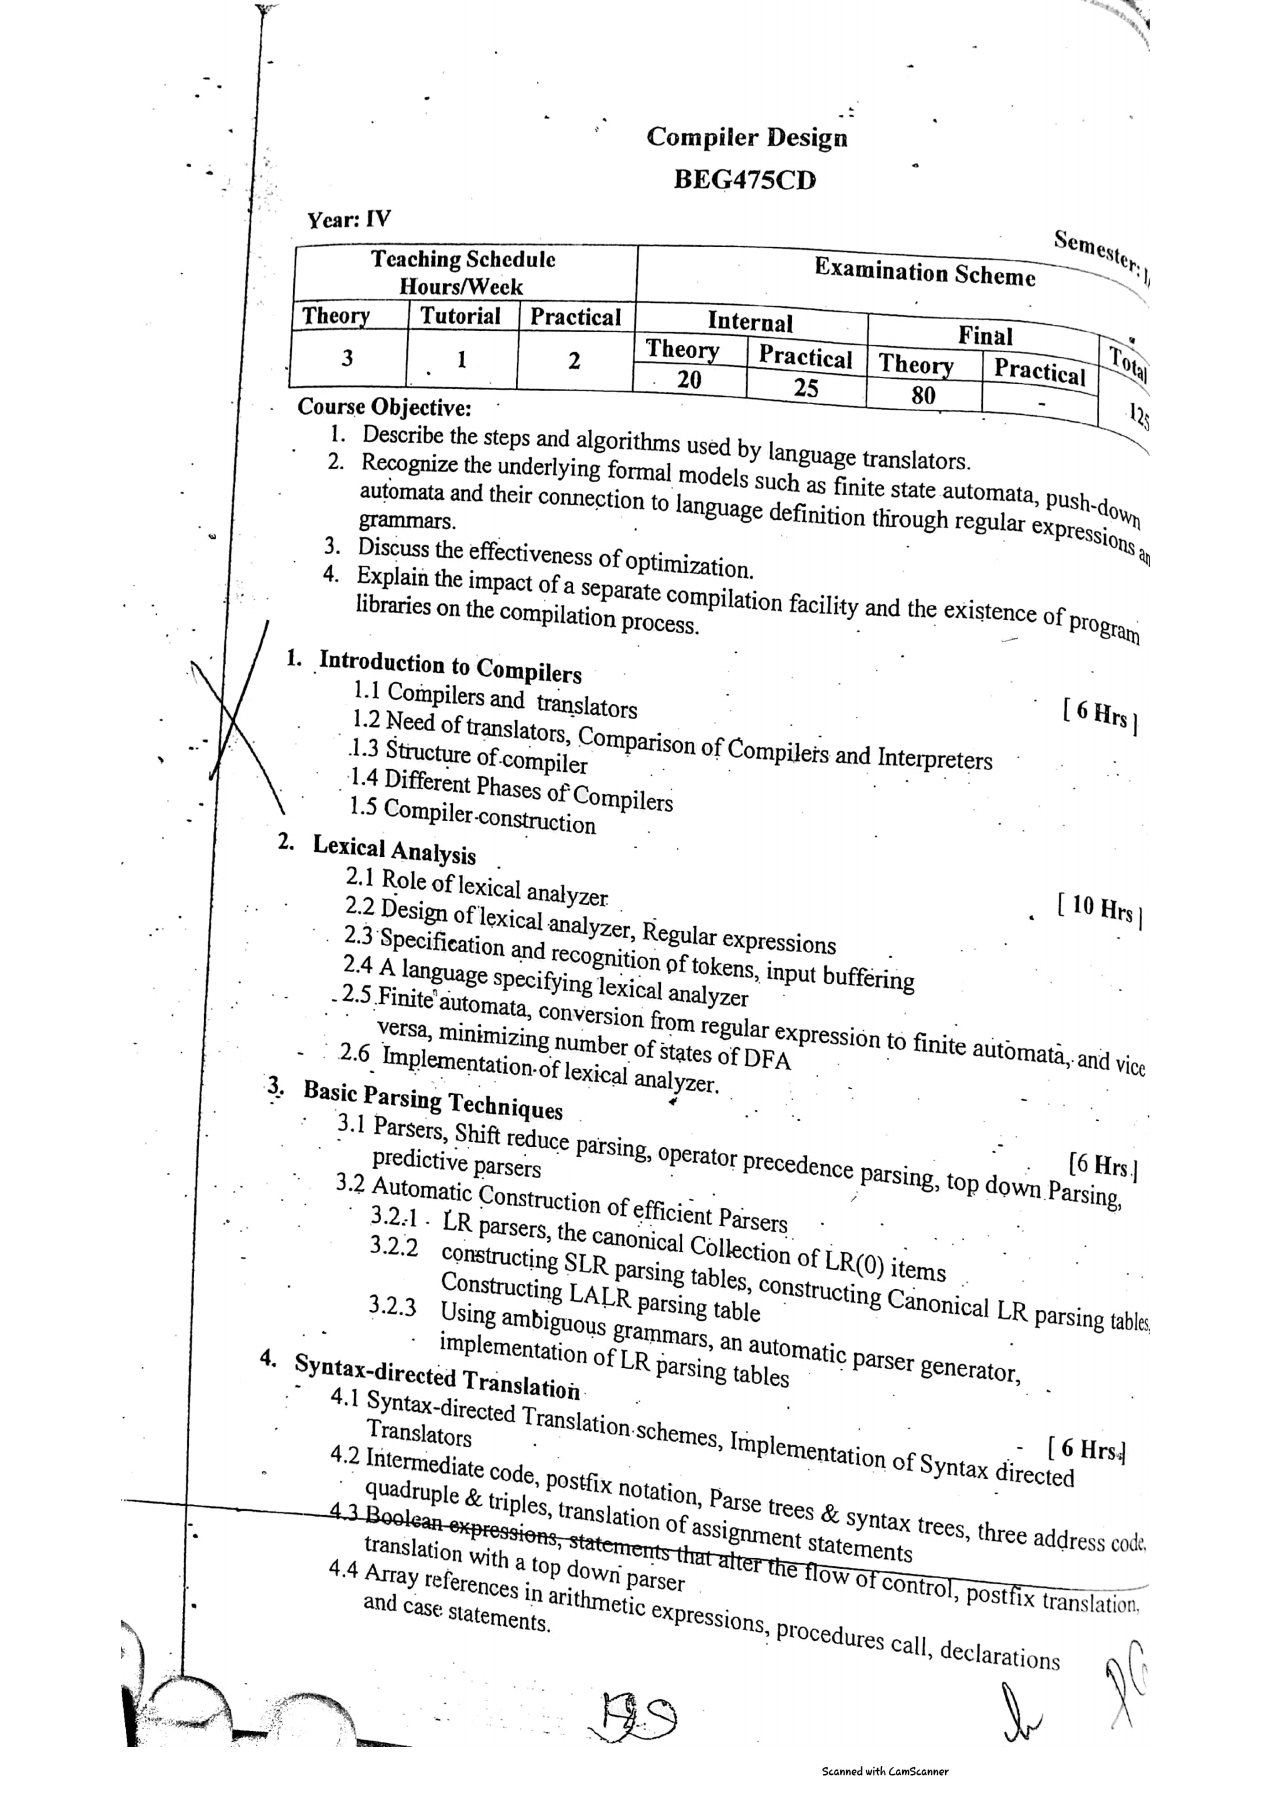 Compiler Design
BEG475CD
Year: IV
Semester:
Teaching Schedule Hours/Week
Examination Scheme
Theory Tutorial Practical Internal Final Total
Theory Practical Theory Practical
3 1 2 20 25 80 - 125
Course Objective:
1. Describe the steps and algorithms used by language translators.
2. Recognize the underlying formal models such as finite state automata, push-down
automata and their connection to language definition through regular expressions an
grammars.
3. Discuss the effectiveness of optimization.
4. Explain the impact of a separate compilation facility and the existence of program
libraries on the compilation process.
1. Introduction to Compilers [ 6 Hrs ]
1.1 Compilers and translators
1.2 Need of translators, Comparison of Compilers and Interpreters
1.3 Structure of compiler
1.4 Different Phases of Compilers
1.5 Compiler construction
2. Lexical Analysis [ 10 Hrs ]
2.1 Role of lexical analyzer
2.2 Design of lexical analyzer, Regular expressions
2.3 Specification and recognition of tokens, input buffering
2.4 A language specifying lexical analyzer
2.5 Finite automata, conversion from regular expression to finite automata, and vice
versa, minimizing number of states of DFA
2.6 Implementation of lexical analyzer.
3. Basic Parsing Techniques [6 Hrs.]
3.1 Parsers, Shift reduce parsing, operator precedence parsing, top down Parsing,
predictive parsers
3.2 Automatic Construction of efficient Parsers
3.2.1 LR parsers, the canonical Collection of LR(0) items
3.2.2 constructing SLR parsing tables, constructing Canonical LR parsing tables,
Constructing LALR parsing table
3.2.3 Using ambiguous grammars, an automatic parser generator,
implementation of LR parsing tables
4. Syntax-directed Translation [ 6 Hrs.]
4.1 Syntax-directed Translation schemes, Implementation of Syntax directed
Translators
4.2 Intermediate code, postfix notation, Parse trees & syntax trees, three address code,
quadruple & triples, translation of assignment statements
4.3 Boolean expressions, statements that alter the flow of control, postfix translation,
translation with a top down parser
4.4 Array references in arithmetic expressions, procedures call, declarations
and case statements.
Scanned with CamScanner